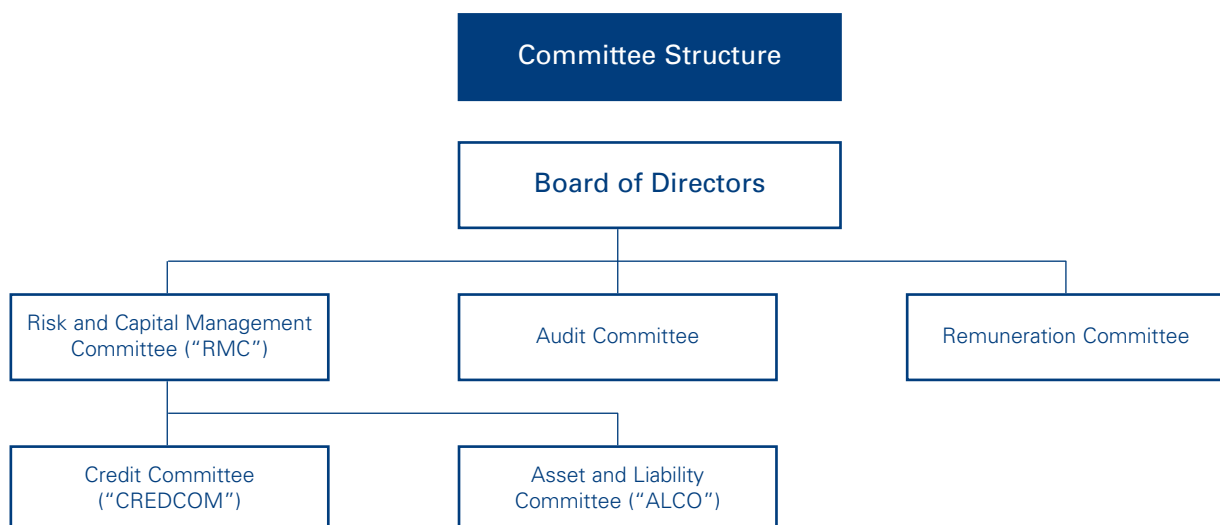 Committee Structure
Board of Directors
Risk and Capital Management
Committee (“RMC”)
Audit Committee
Remuneration Committee
Credit Committee
(“CREDCOM”)
Asset and Liability
Committee (“ALCO”)